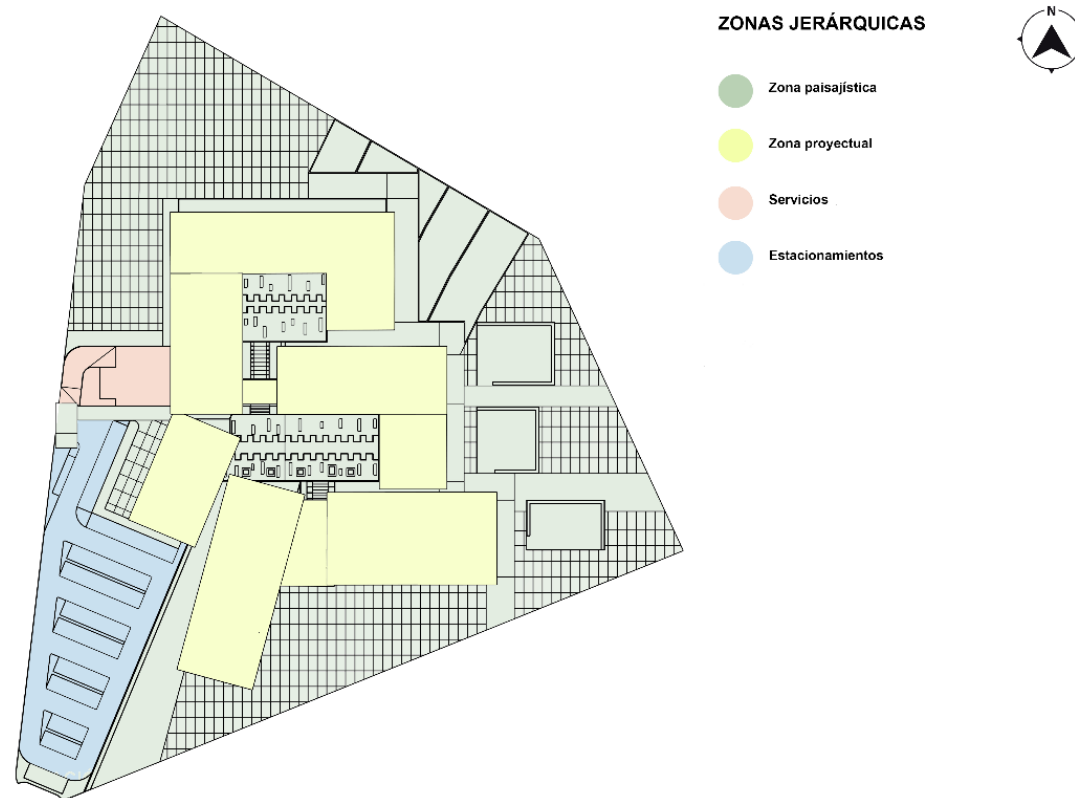 ZONAS JERÁRQUICAS
N
Zona paisajística
Zona proyectual
Servicios
Estacionamientos